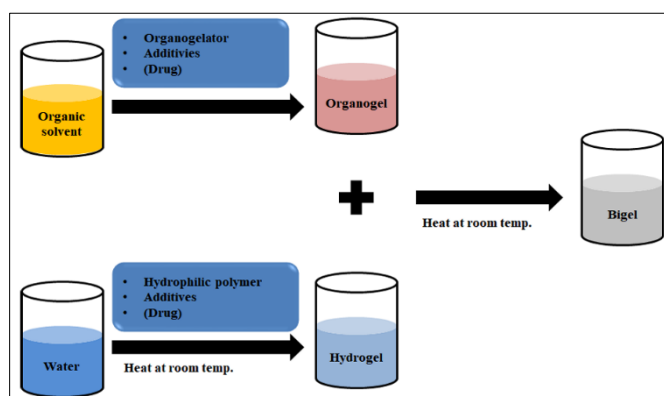 • Organogelator
• Additivies
• (Drug)
Organic
solvent
Organogel
Heat at room temp.
Bigel
• Hydrophilic polymer
• Additives
• (Drug)
Water
Heat at room temp.
Hydrogel